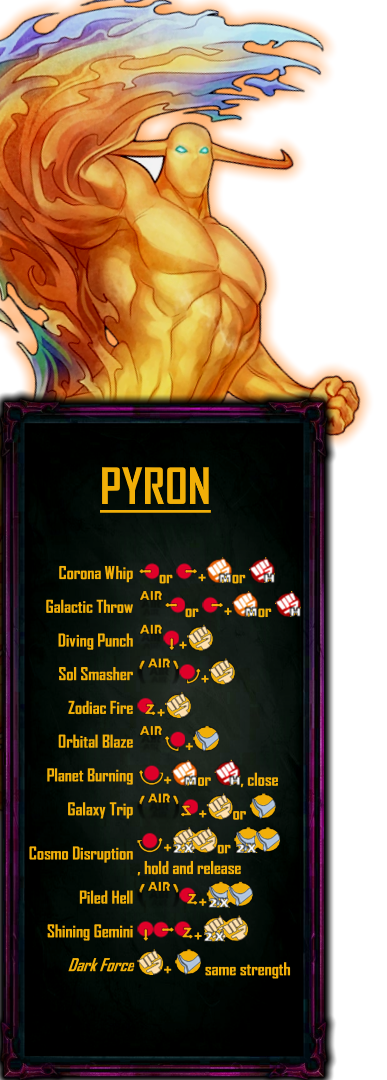 PYRON
Corona Whip or + M or H
Galactic Throw AIR or + M or H
Diving Punch AIR +
Sol Smasher (AIR) +
Zodiac Fire Z +
Orbital Blaze AIR +
Planet Burning + M or H, close
Galaxy Trip (AIR) Z + or
Cosmo Disruption + 2X or 2X
, hold and release
Piled Hell (AIR) Z + 2X
Shining Gemini Z + 2X
Dark Force + same strength